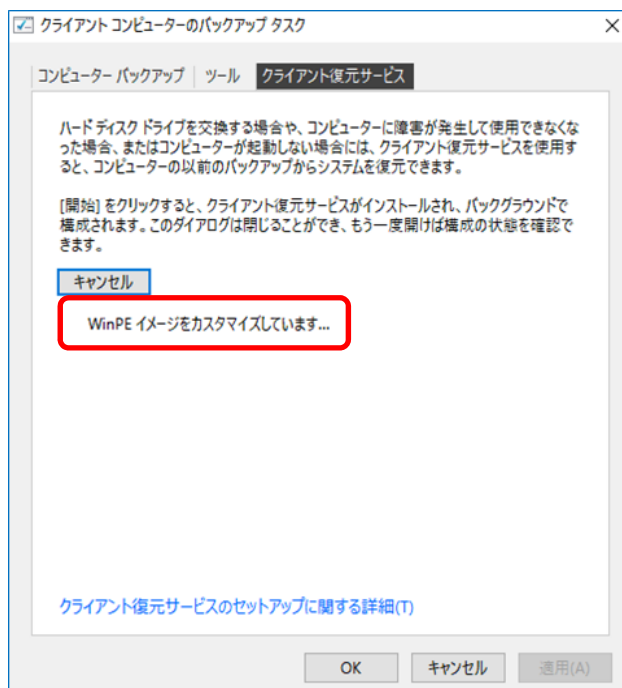 クライアント コンピューターのバックアップ タスク
コンピューター バックアップ ツール クライアント復元サービス
ハード ディスク ドライブを交換する場合や、コンピューターに障害が発生して使用できなくな
った場合、またはコンピューターが起動しない場合には、クライアント復元サービスを使用す
ると、コンピューターの以前のバックアップからシステムを復元できます。
[開始] をクリックすると、クライアント復元サービスがインストールされ、バックグラウンドで
構成されます。このダイアログは閉じることができ、もう一度開けば構成の状態を確認で
きます。
キャンセル
WinPE イメージをカスタマイズしています...
クライアント復元サービスのセットアップに関する詳細(T)
OK キャンセル 適用(A)